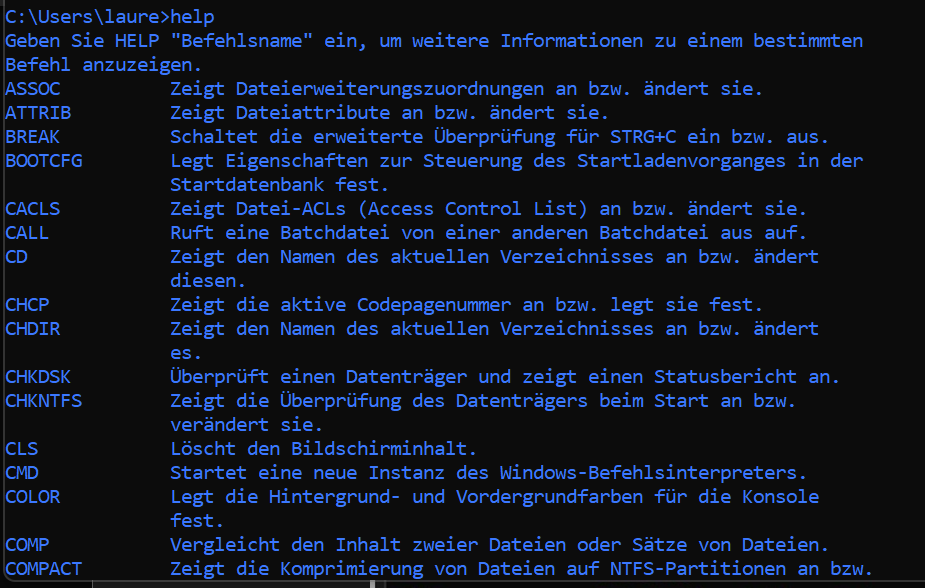 C:\Users\laure>help
Geben Sie HELP "Befehlsname" ein, um weitere Informationen zu einem bestimmten
Befehl anzuzeigen.
ASSOC          Zeigt Dateierweiterungszuordnungen an bzw. ändert sie.
ATTRIB         Zeigt Dateiattribute an bzw. ändert sie.
BREAK          Schaltet die erweiterte Überprüfung für STRG+C ein bzw. aus.
BOOTCFG        Legt Eigenschaften zur Steuerung des Startladenvorganges in der
               Startdatenbank fest.
CACLS          Zeigt Datei-ACLs (Access Control List) an bzw. ändert sie.
CALL           Ruft eine Batchdatei von einer anderen Batchdatei aus auf.
CD             Zeigt den Namen des aktuellen Verzeichnisses an bzw. ändert
               diesen.
CHCP           Zeigt die aktive Codepagenummer an bzw. legt sie fest.
CHDIR          Zeigt den Namen des aktuellen Verzeichnisses an bzw. ändert
               es.
CHKDSK         Überprüft einen Datenträger und zeigt einen Statusbericht an.
CHKNTFS        Zeigt die Überprüfung des Datenträgers beim Start an bzw.
               verändert sie.
CLS            Löscht den Bildschirminhalt.
CMD            Startet eine neue Instanz des Windows-Befehlsinterpreters.
COLOR          Legt die Hintergrund- und Vordergrundfarben für die Konsole
               fest.
COMP           Vergleicht den Inhalt zweier Dateien oder Sätze von Dateien.
COMPACT        Zeigt die Komprimierung von Dateien auf NTFS-Partitionen an bzw.